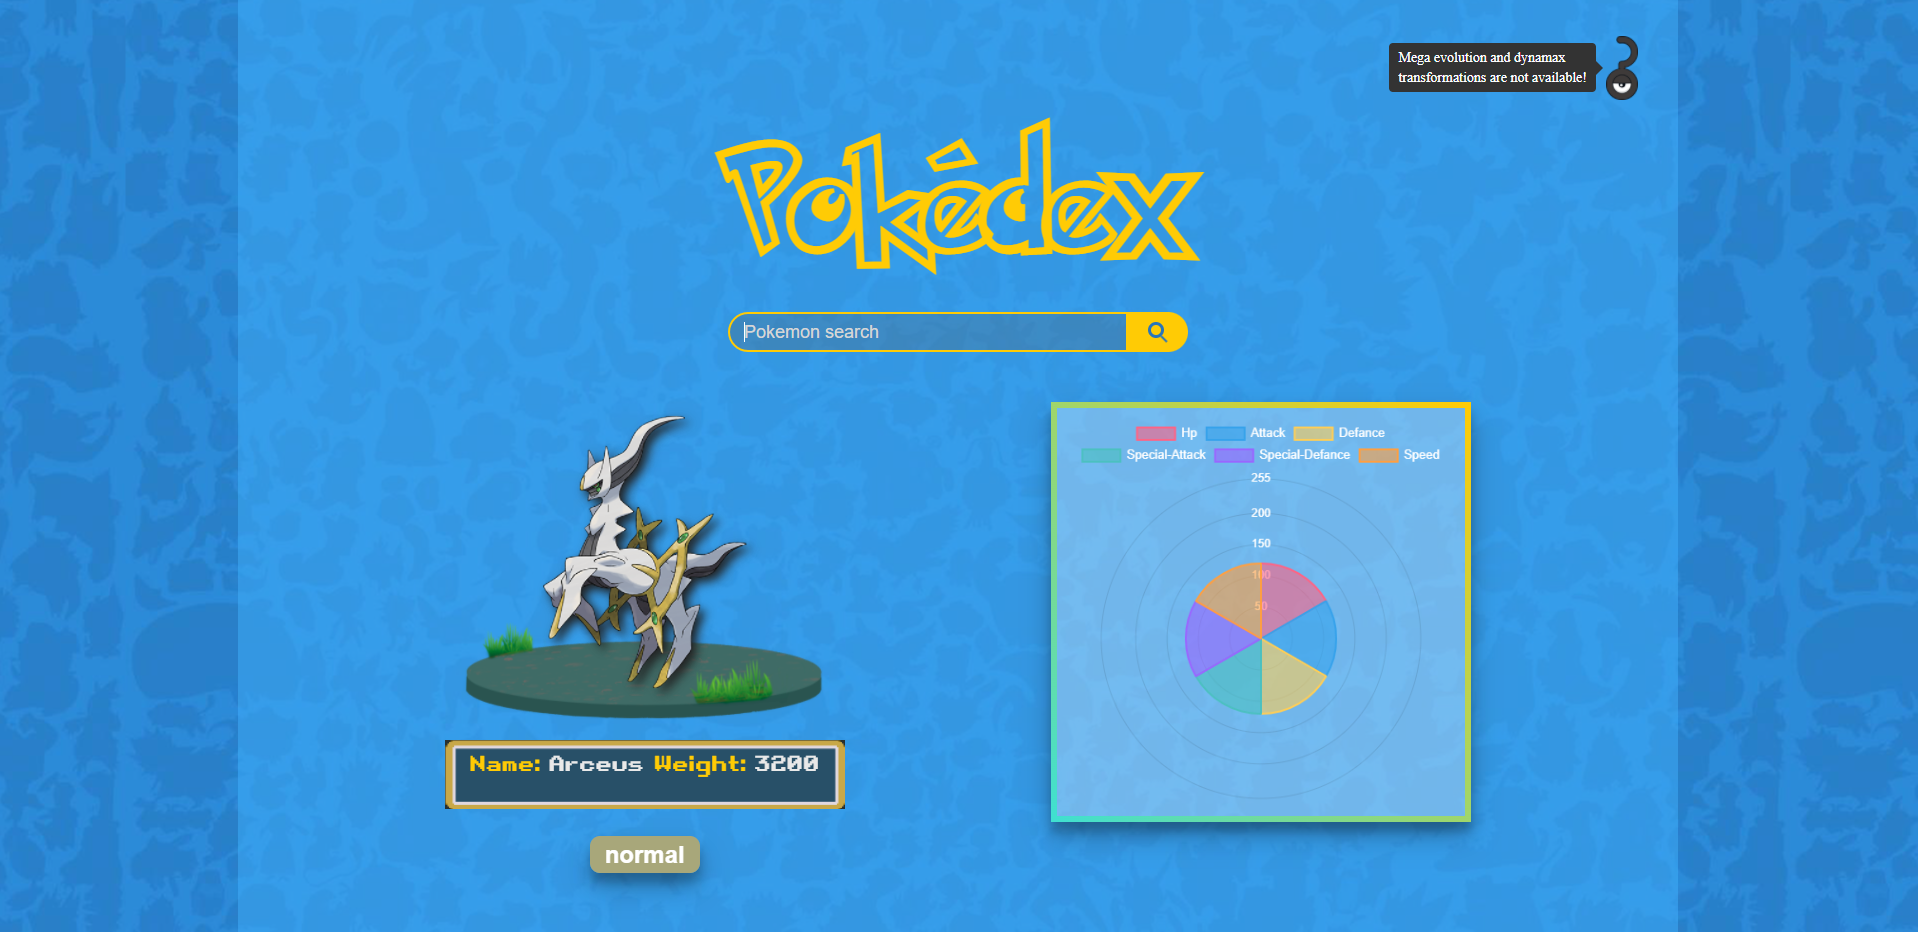 Mega evolution and dynamax
transformations are not available!
Pokédex
Pokemon search
Hp Attack Defance
Special-Attack Special-Defance Speed
255
200
150
100
50
Name: Arceus Weight: 3200
normal